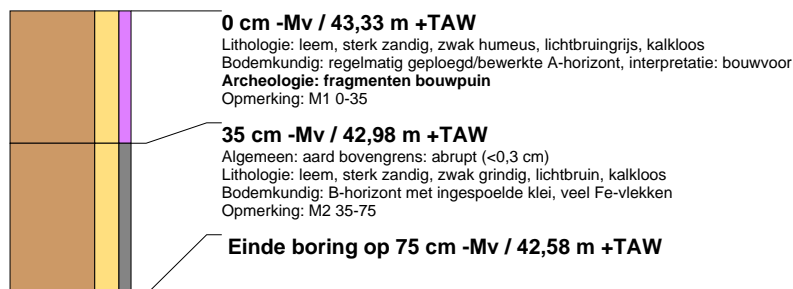 0 cm -Mv / 43,33 m +TAW
Lithologie: leem, sterk zandig, zwak humeus, lichtbruingrijs, kalkloos
Bodemkundig: regelmatig geploegd/bewerkte A-horizont, interpretatie: bouwvoor
Archeologie: fragmenten bouwpuin
Opmerking: M1 0-35
35 cm -Mv / 42,98 m +TAW
Algemeen: aard bovengrens: abrupt (<0,3 cm)
Lithologie: leem, sterk zandig, zwak grindig, lichtbruin, kalkloos
Bodemkundig: B-horizont met ingespoelde klei, veel Fe-vlekken
Opmerking: M2 35-75
Einde boring op 75 cm -Mv / 42,58 m +TAW